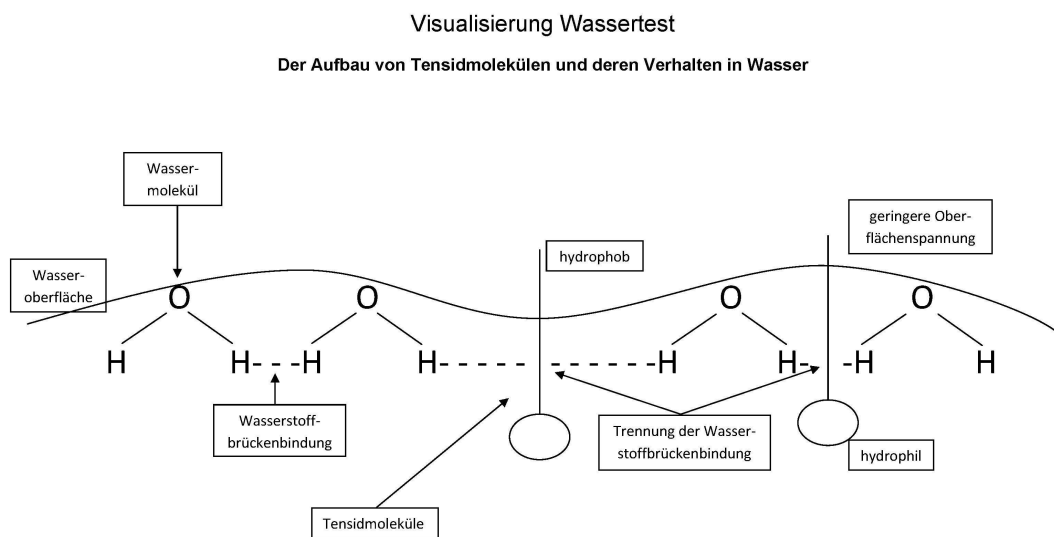 Visualisierung Wassertest
Der Aufbau von Tensidmolekülen und deren Verhalten in Wasser
Wasser-
molekül
geringere Ober-
flächenspannung
hydrophob
Wasser-
oberfläche
O
O
O
O
H
H
H
H
H
H
H
H
Wasserstoff-
brückenbindung
Trennung der Wasser-
stoffbrückenbindung
hydrophil
Tensidmoleküle